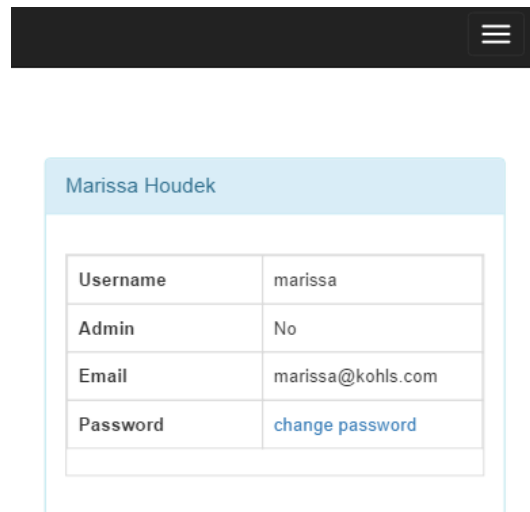 Marissa Houdek
Username marissa
Admin No
Email marissa@kohls.com
Password change password